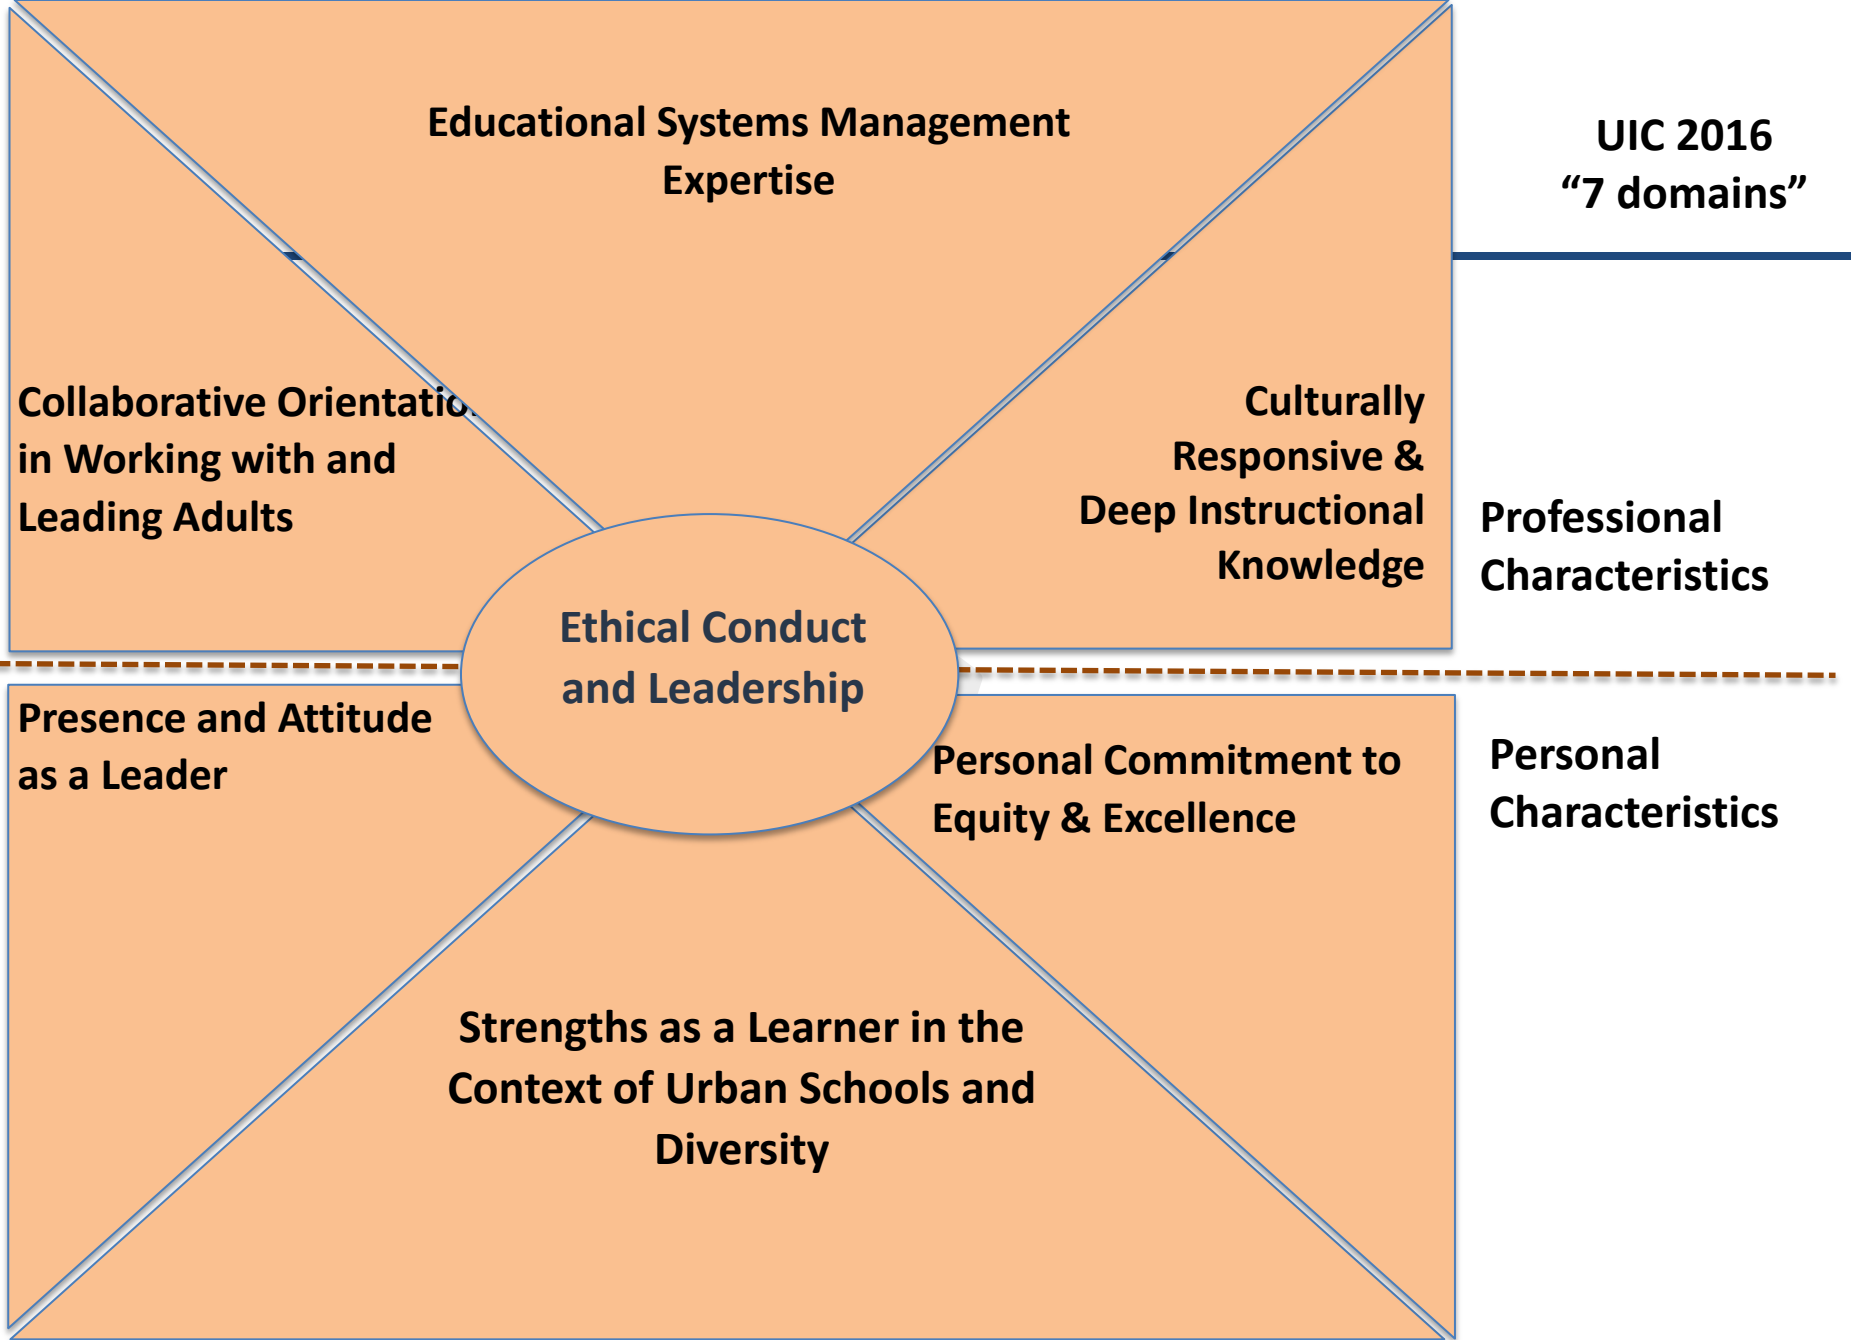 Educational Systems Management
Expertise
UIC 2016
“7 domains”
Collaborative Orientatio
in Working with and
Leading Adults
Culturally
Responsive &
Deep Instructional
Knowledge
Professional
Characteristics
Ethical Conduct
and Leadership
Presence and Attitude
as a Leader
Personal Commitment to
Equity & Excellence
Personal
Characteristics
Strengths as a Learner in the
Context of Urban Schools and
Diversity